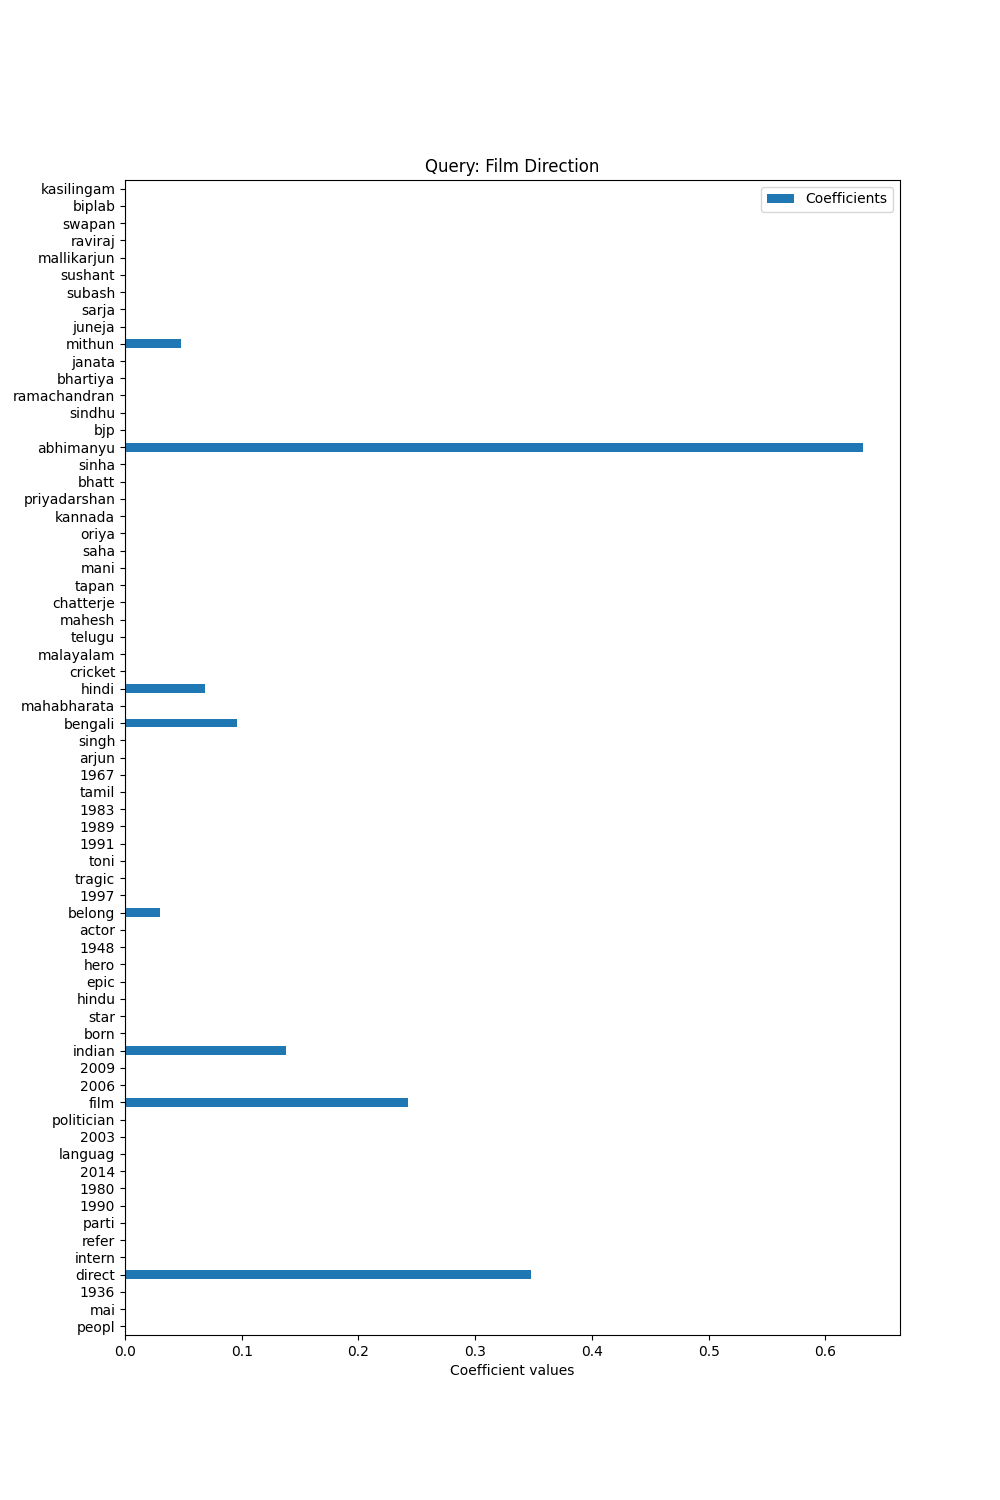 Query: Film Direction
Coefficients
kasilingam
biplab
swapan
raviraj
mallikarjun
sushant
subash
sarja
juneja
mithun
janata
bhartiya
ramachandran
sindhu
bjp
abhimanyu
sinha
bhatt
priyadarshan
kannada
oriya
saha
mani
tapan
chatterje
mahesh
telugu
malayalam
cricket
hindi
mahabharata
bengali
singh
arjun
1967
tamil
1983
1989
1991
toni
tragic
1997
belong
actor
1948
hero
epic
hindu
star
born
indian
2009
2006
film
politician
2003
languag
2014
1980
1990
parti
refer
intern
direct
1936
mai
peopl
0.0 0.1 0.2 0.3 0.4 0.5 0.6
Coefficient values